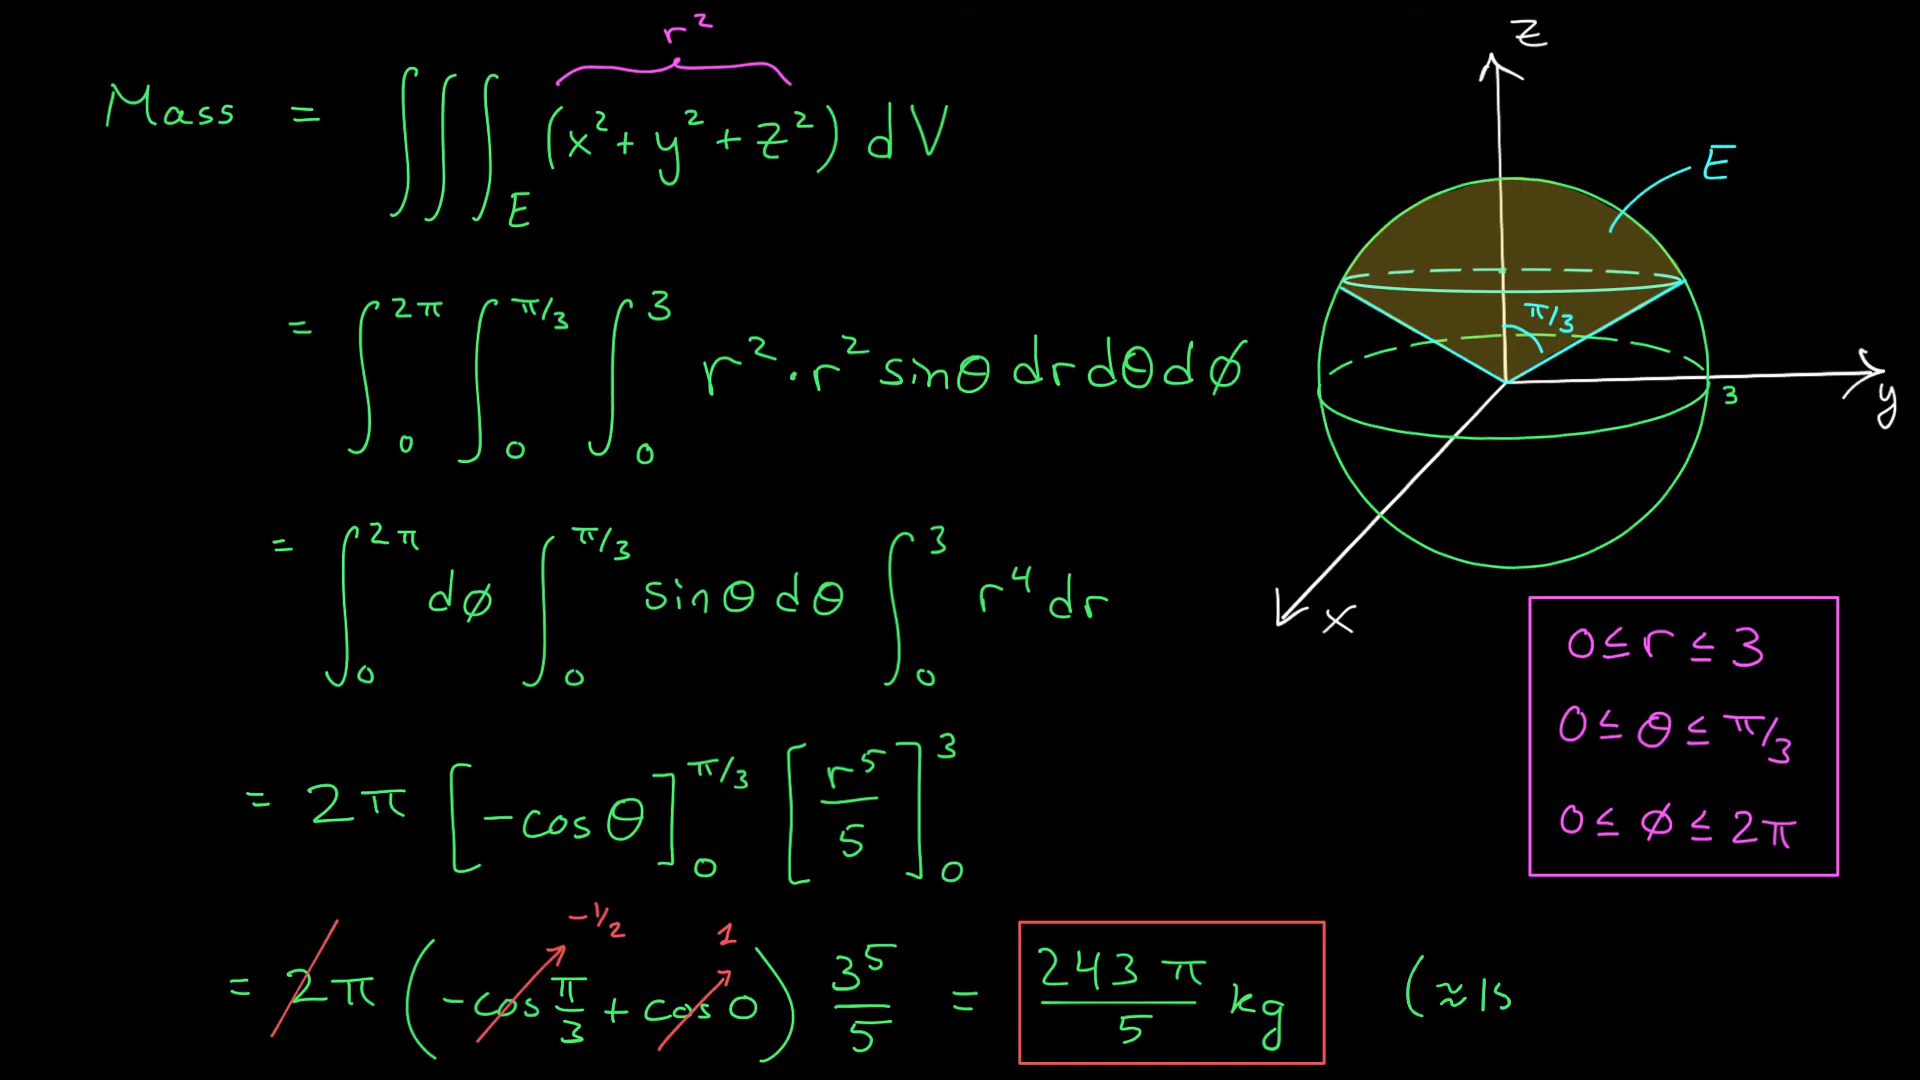 Mass = ∭_E (x² + y² + z²) dV
r²
= ∫₀^{2π} ∫₀^{π/3} ∫₀^{3} r² · r² sinθ dr dθ dφ
= ∫₀^{2π} dφ ∫₀^{π/3} sinθ dθ ∫₀^{3} r⁴ dr
= 2π [-cosθ]₀^{π/3} [r⁵/5]₀^{3}
-1/2
1
= 2π (-cos π/3 + cos 0) 3⁵/5 = 243π/5 kg (≈15
z
E
π/3
3
y
x
0 ≤ r ≤ 3
0 ≤ θ ≤ π/3
0 ≤ φ ≤ 2π